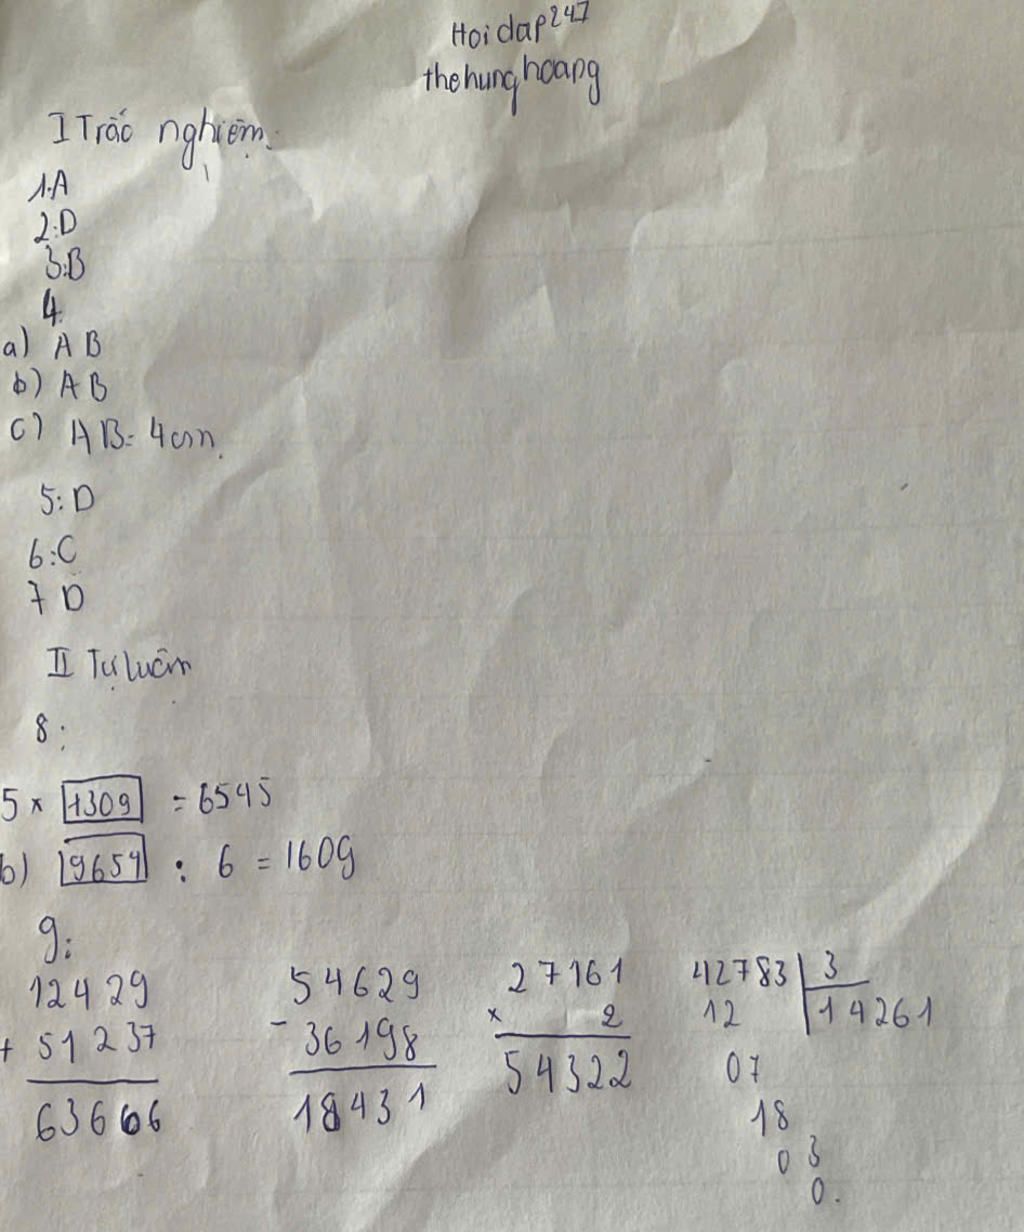 Hoidap247
thehunghoang
I Trắc nghiệm.
1.A
2:D
3:B
4.
a) AB
b) AB
c) AB = 4cm.
5: D
6: C
7 D
II Tự luận
8:
5 × 1309 = 6545
b) 9654 : 6 = 1609
9:
12429
+ 51237
63666
54629
- 36198
18431
27161
× 2
54322
42783 3
12 14261
07
18
03
0.